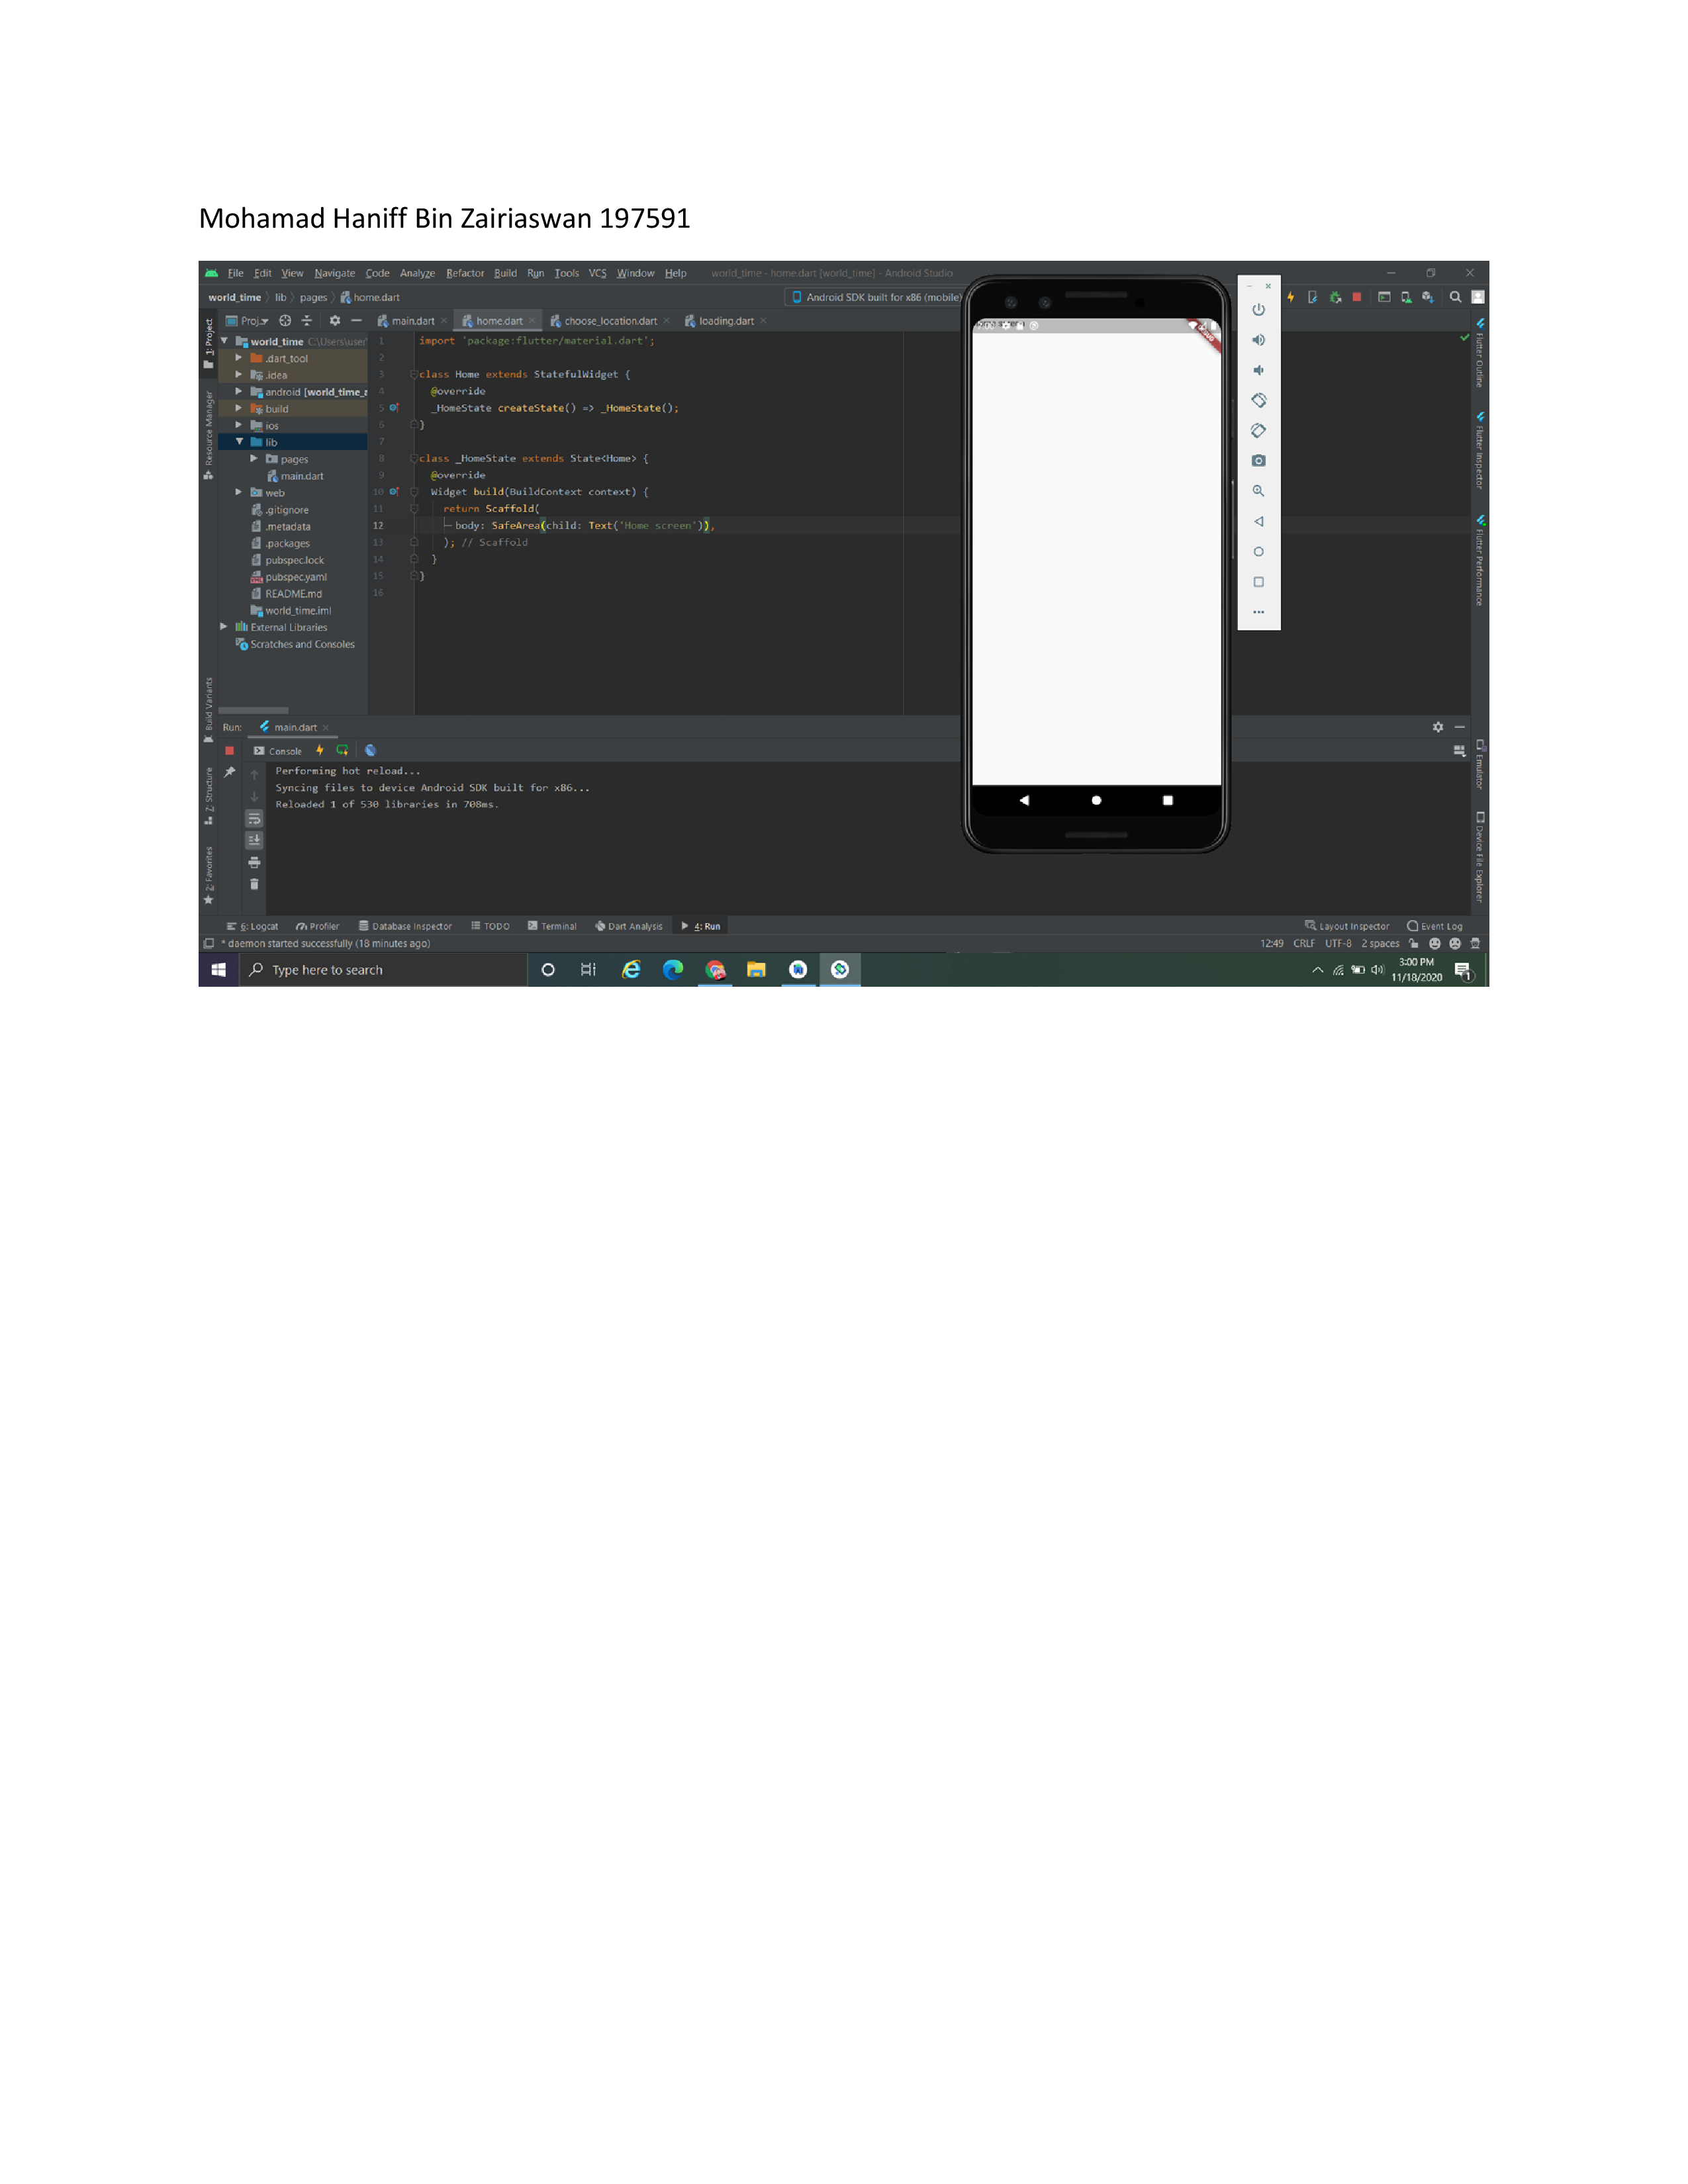 Mohamad Haniff Bin Zairiaswan 197591
File Edit View Navigate Code Analyze Refactor Build Run Tools VCS Window Help world_time - home.dart [world_time] - Android Studio
world_time lib pages home.dart Android SDK built for x86 (mobile)
Proj... main.dart home.dart choose_location.dart loading.dart
1: Project
Resource Manager
Build Variants
Z: Structure
2: Favorites
world_time C:\Users\user
.dart_tool
.idea
android [world_time_a
build
ios
lib
pages
main.dart
web
.gitignore
.metadata
.packages
pubspec.lock
pubspec.yaml
README.md
world_time.iml
External Libraries
Scratches and Consoles
1 import 'package:flutter/material.dart';
2
3 class Home extends StatefulWidget {
4 @override
5 _HomeState createState() => _HomeState();
6 }
7
8 class _HomeState extends State<Home> {
9 @override
10 Widget build(BuildContext context) {
11 return Scaffold(
12 body: SafeArea(child: Text('Home screen')),
13 ); // Scaffold
14 }
15 }
16
Flutter Outline
Flutter Inspector
Flutter Performance
Emulator
Device File Explorer
Run: main.dart
Console
Performing hot reload...
Syncing files to device Android SDK built for x86...
Reloaded 1 of 530 libraries in 708ms.
6: Logcat Profiler Database Inspector TODO Terminal Dart Analysis 4: Run Layout Inspector Event Log
* daemon started successfully (18 minutes ago) 12:49 CRLF UTF-8 2 spaces
Type here to search
3:00 PM
11/18/2020
1